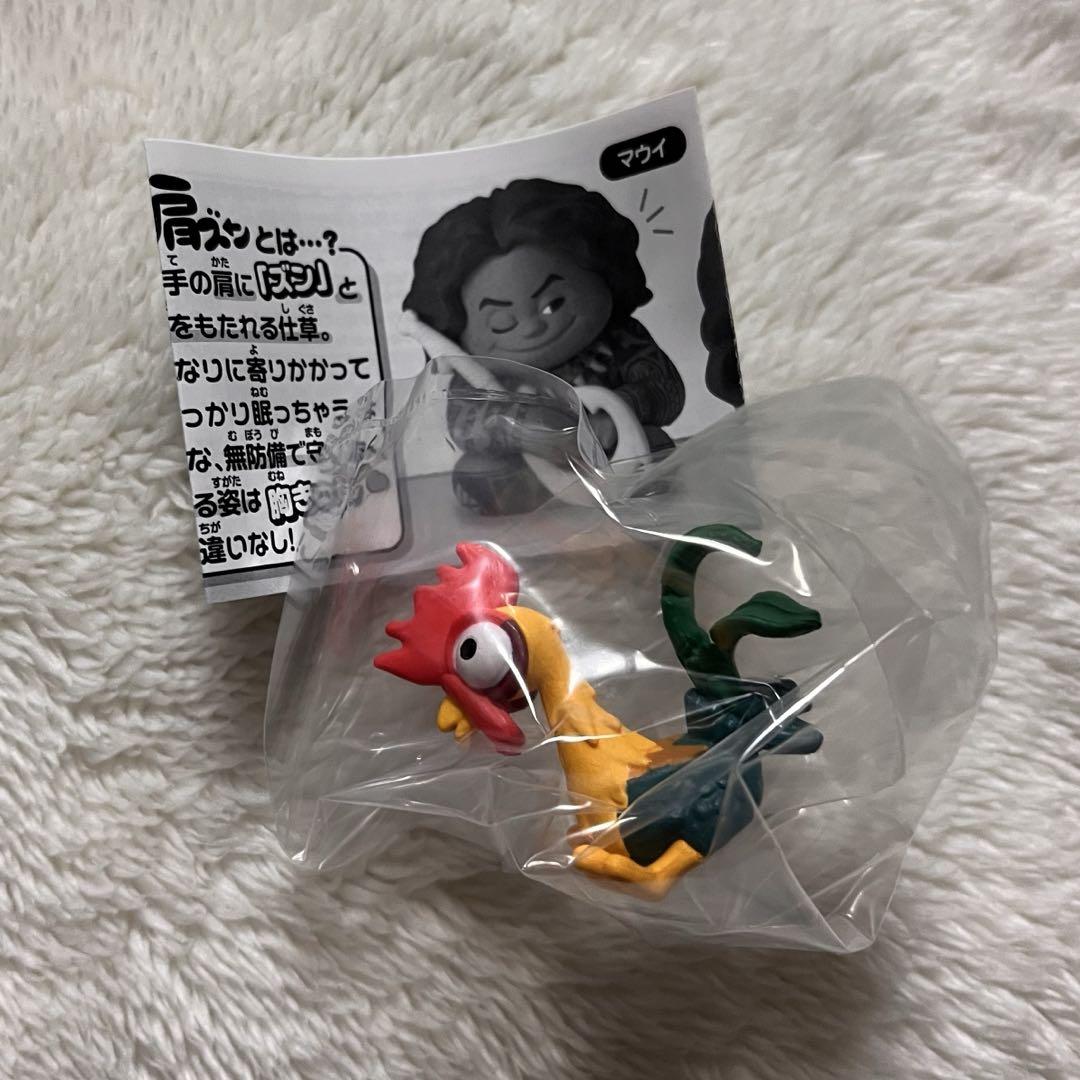 マウイ
肩ズンとは…?
手の肩に「ズン」と
をもたれる仕草。
なりに寄りかかって
っかり眠っちゃう
な、無防備で守
る姿は胸き
違いなし!